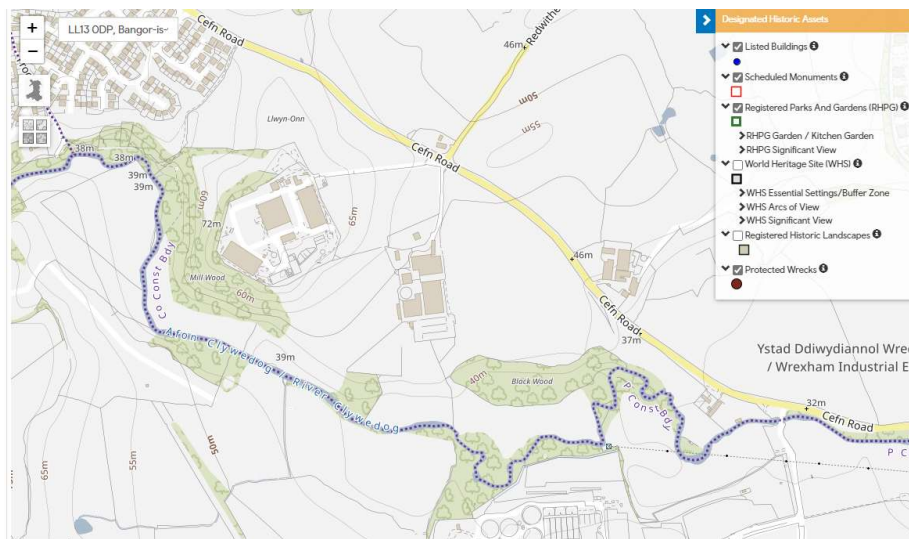 +
−
LL13 0DP, Bangor-is~
Designated Historic Assets
Listed Buildings
Scheduled Monuments
Registered Parks And Gardens (RHPG)
RHPG Garden / Kitchen Garden
RHPG Significant View
World Heritage Site (WHS)
WHS Essential Settings/Buffer Zone
WHS Arcs of View
WHS Significant View
Registered Historic Landscapes
Protected Wrecks
Cefn Road
46m
Redwithe
50m
55m
Llwyn-Onn
38m
38m
39m
39m
60m
72m
65m
Cefn Road
Mill Wood
60m
Co Const Bdy
46m
Cefn Road
37m
Afon Clywedog / River Clywedog
39m
40m
Black Wood
P Const Bdy
Ystad Ddiwydiannol Wrec
/ Wrexham Industrial E
32m
Cefn Road
P C
50m
55m
65m